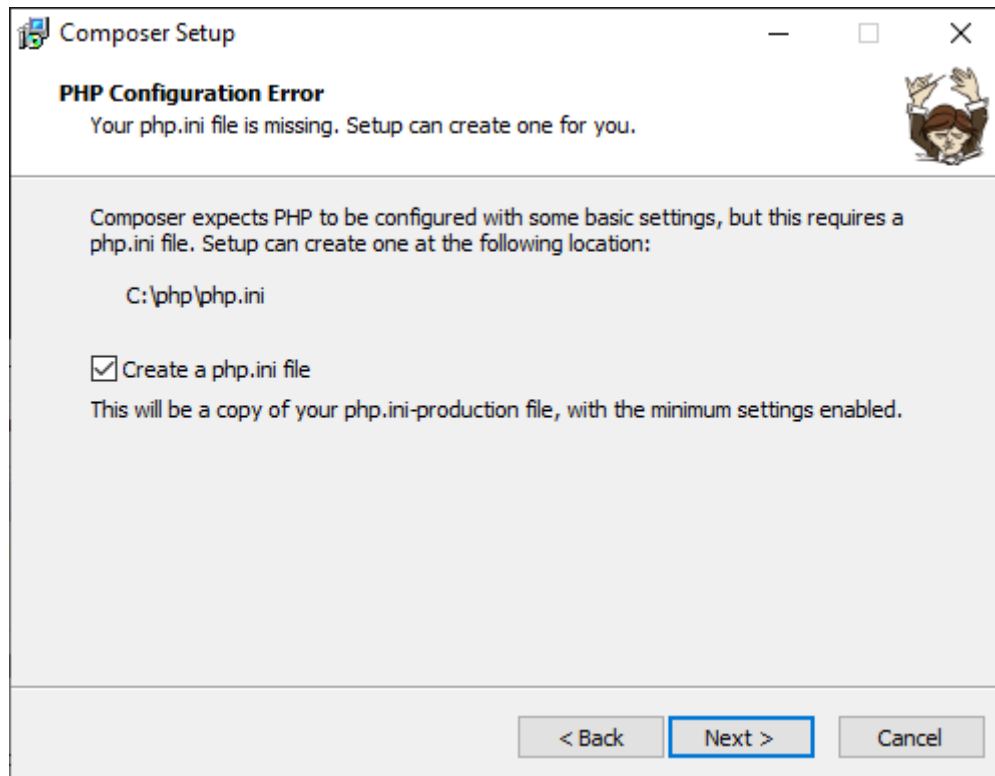 Composer Setup
PHP Configuration Error
Your php.ini file is missing. Setup can create one for you.
Composer expects PHP to be configured with some basic settings, but this requires a
php.ini file. Setup can create one at the following location:
C:\php\php.ini
Create a php.ini file
This will be a copy of your php.ini-production file, with the minimum settings enabled.
< Back
Next >
Cancel